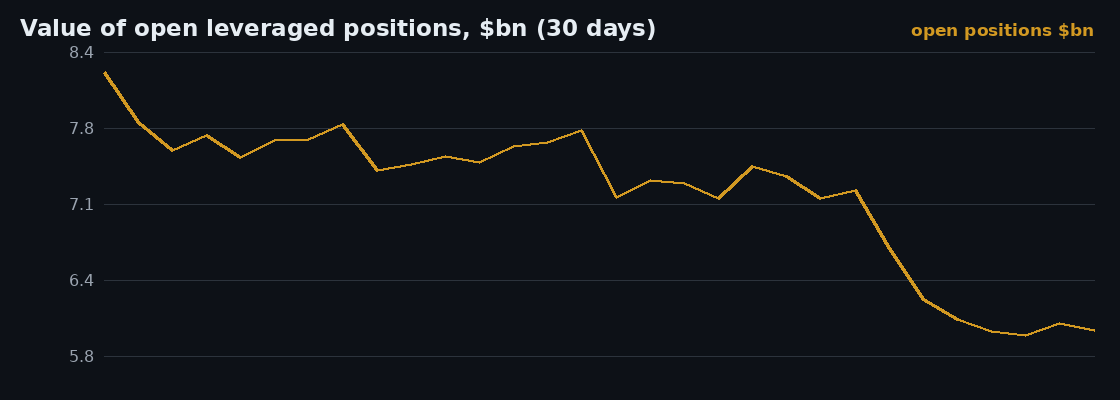 Value of open leveraged positions, $bn (30 days)
open positions $bn
8.4
7.8
7.1
6.4
5.8